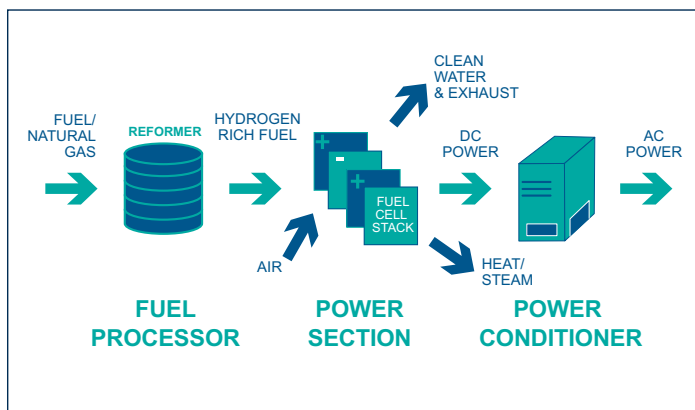 CLEAN
WATER
& EXHAUST
FUEL/
NATURAL
GAS
REFORMER
HYDROGEN
RICH FUEL
DC
POWER
AC
POWER
FUEL
CELL
STACK
AIR
HEAT/
STEAM
FUEL
PROCESSOR
POWER
SECTION
POWER
CONDITIONER